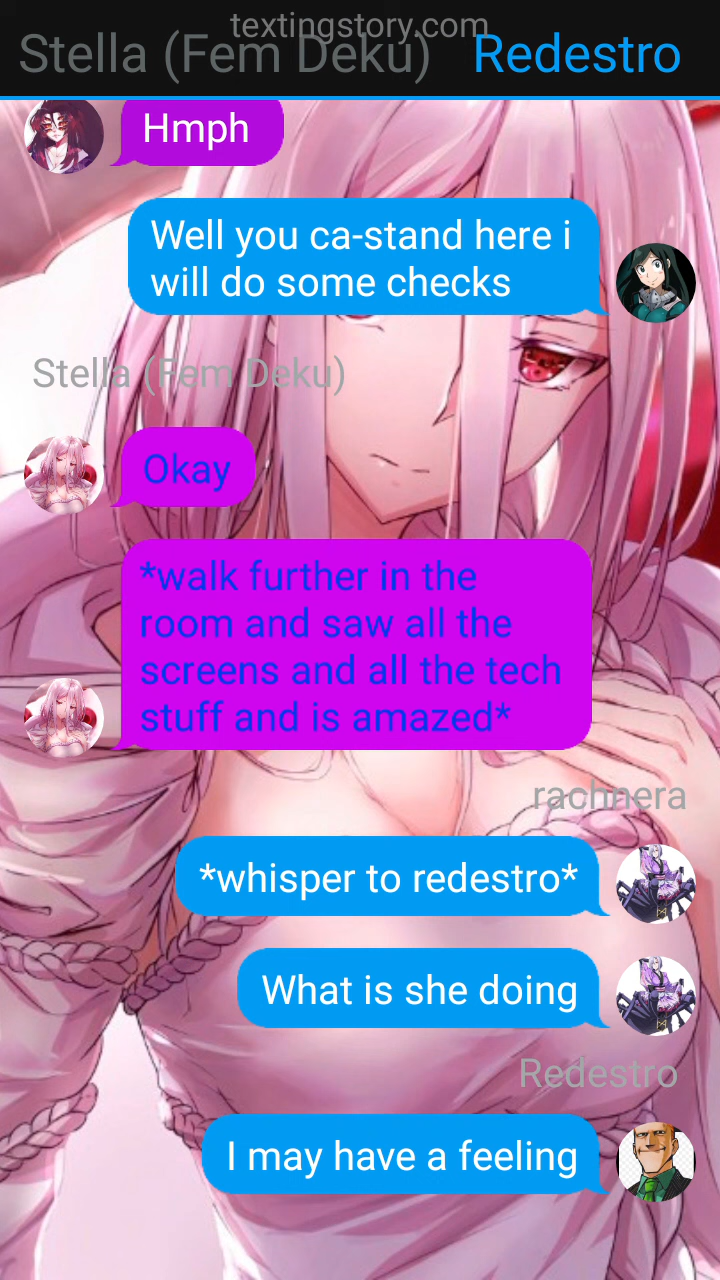 textingstory.com
Stella (Fem Deku) Redestro
Hmph
Well you ca-stand here i
will do some checks
Stella (Fem Deku)
Okay
*walk further in the
room and saw all the
screens and all the tech
stuff and is amazed*
rachnera
*whisper to redestro*
What is she doing
Redestro
I may have a feeling